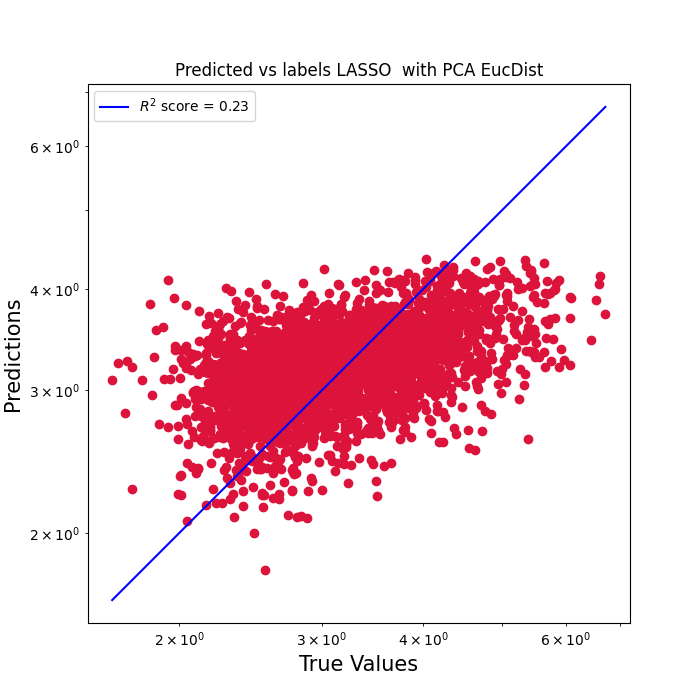 Predicted vs labels LASSO  with PCA EucDist
R² score = 0.23
6 × 10⁰
4 × 10⁰
3 × 10⁰
2 × 10⁰
Predictions
2 × 10⁰
3 × 10⁰
4 × 10⁰
6 × 10⁰
True Values